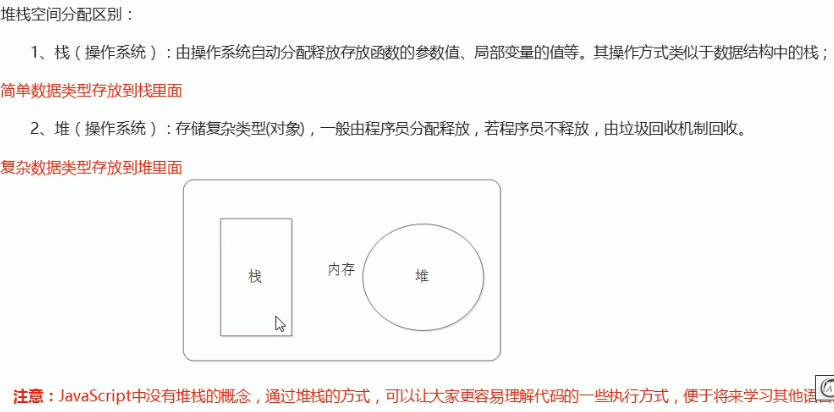 堆栈空间分配区别：
1、栈（操作系统）：由操作系统自动分配释放存放函数的参数值、局部变量的值等。其操作方式类似于数据结构中的栈；
简单数据类型存放到栈里面
2、堆（操作系统）：存储复杂类型(对象)，一般由程序员分配释放，若程序员不释放，由垃圾回收机制回收。
复杂数据类型存放到堆里面
栈
内存
堆
注意：JavaScript中没有堆栈的概念，通过堆栈的方式，可以让大家更容易理解代码的一些执行方式，便于将来学习其他语